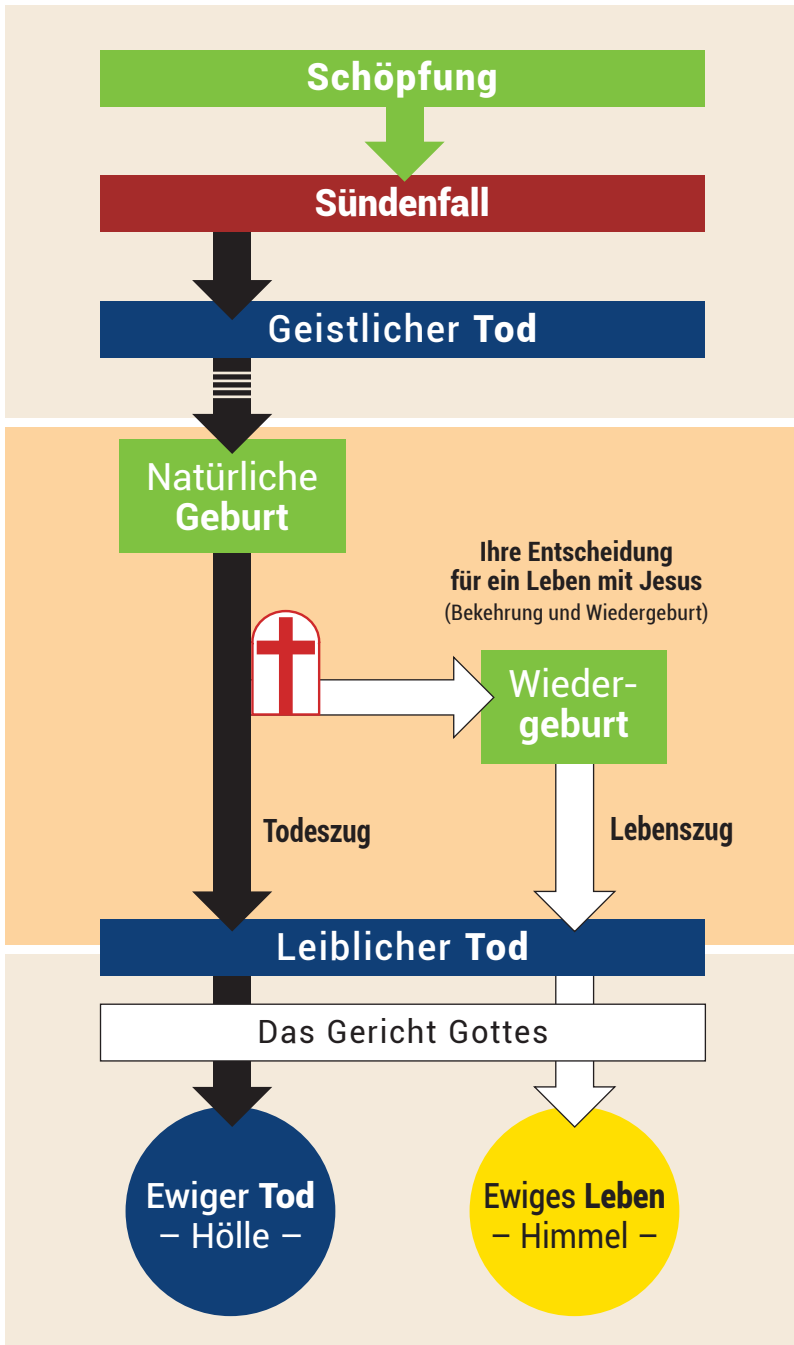 Schöpfung
Sündenfall
Geistlicher Tod
Natürliche
Geburt
Ihre Entscheidung
für ein Leben mit Jesus
(Bekehrung und Wiedergeburt)
Wieder-
geburt
Todeszug
Lebenszug
Leiblicher Tod
Das Gericht Gottes
Ewiger Tod
– Hölle –
Ewiges Leben
– Himmel –